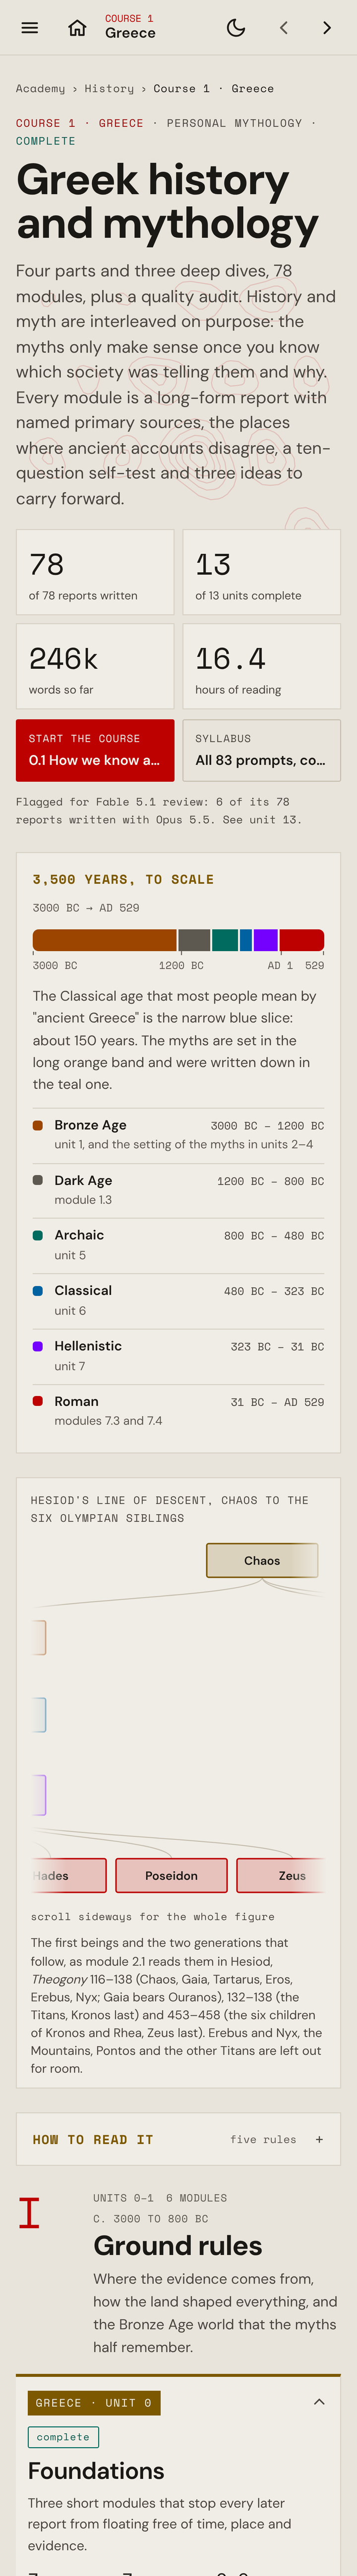 COURSE 1
Greece
Academy › History › Course 1 · Greece
COURSE 1 · GREECE · PERSONAL MYTHOLOGY ·
COMPLETE
Greek history
and mythology
Four parts and three deep dives, 78
modules, plus a quality audit. History and
myth are interleaved on purpose: the
myths only make sense once you know
which society was telling them and why.
Every module is a long-form report with
named primary sources, the places
where ancient accounts disagree, a ten-
question self-test and three ideas to
carry forward.
78
of 78 reports written
13
of 13 units complete
246k
words so far
16.4
hours of reading
START THE COURSE
0.1 How we know a...
SYLLABUS
All 83 prompts, co...
Flagged for Fable 5.1 review: 6 of its 78
reports written with Opus 5.5. See unit 13.
3,500 YEARS, TO SCALE
3000 BC → AD 529
3000 BC 1200 BC AD 1 529
The Classical age that most people mean by
"ancient Greece" is the narrow blue slice:
about 150 years. The myths are set in the
long orange band and were written down in
the teal one.
Bronze Age 3000 BC – 1200 BC
unit 1, and the setting of the myths in units 2–4
Dark Age 1200 BC – 800 BC
module 1.3
Archaic 800 BC – 480 BC
unit 5
Classical 480 BC – 323 BC
unit 6
Hellenistic 323 BC – 31 BC
unit 7
Roman 31 BC – AD 529
modules 7.3 and 7.4
HESIOD'S LINE OF DESCENT, CHAOS TO THE
SIX OLYMPIAN SIBLINGS
Chaos
Hades Poseidon Zeus
scroll sideways for the whole figure
The first beings and the two generations that
follow, as module 2.1 reads them in Hesiod,
Theogony 116–138 (Chaos, Gaia, Tartarus, Eros,
Erebus, Nyx; Gaia bears Ouranos), 132–138 (the
Titans, Kronos last) and 453–458 (the six children
of Kronos and Rhea, Zeus last). Erebus and Nyx, the
Mountains, Pontos and the other Titans are left out
for room.
HOW TO READ IT five rules +
I
UNITS 0–1 6 MODULES
C. 3000 TO 800 BC
Ground rules
Where the evidence comes from,
how the land shaped everything, and
the Bronze Age world that the myths
half remember.
GREECE · UNIT 0
complete
Foundations
Three short modules that stop every later
report from floating free of time, place and
evidence.